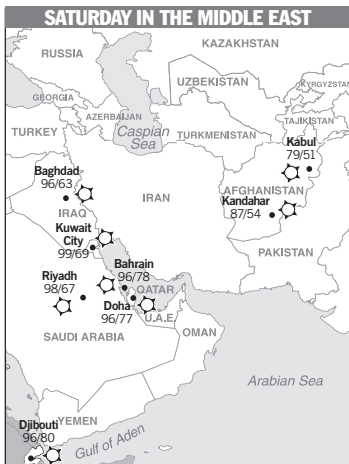 SATURDAY IN THE MIDDLE EAST
RUSSIA
KAZAKHSTAN
UZBEKISTAN
KYRGYZSTAN
GEORGIA
AZERBAIJAN
TAJIKISTAN
TURKEY
Caspian
Sea
TURKMENISTAN
Kabul
79/51
Baghdad
96/63
IRAN
AFGHANISTAN
Kandahar
87/54
IRAQ
Kuwait
City
99/69
PAKISTAN
Riyadh
98/67
Bahrain
96/78
QATAR
Doha
96/77
U.A.E.
SAUDI ARABIA
OMAN
Arabian Sea
Djibouti
96/80
YEMEN
Gulf of Aden